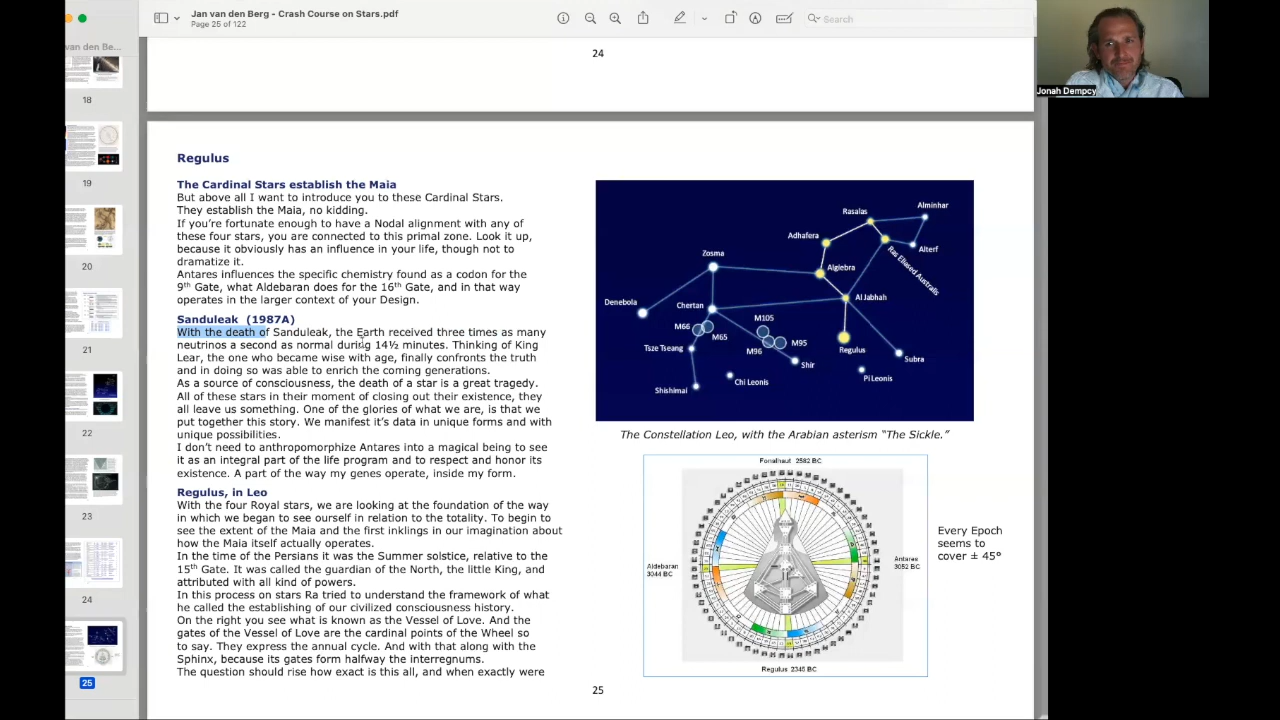 van den Be...
Jan van den Berg - Crash Course on Stars.pdf
Page 25 of 122
Search
Jonah Dempcy
18
19
20
21
22
23
24
25
24
Regulus
The Cardinal Stars establish the Maia
But above all I want to introduce you to these Cardinal Stars.
They establish the Maia, no kidding.
If you're fortunate enough to have a Nodal alignment with any of
these four stars, you are connected to this primal zone. Look it up,
because it obviously has an influence in your life, though not to
dramatize it.
Antares influences the specific chemistry found as a codon for the
9th Gate, what Aldebaran does for the 16th Gate, and in that way
operates in the larger context of your Design.
Sanduleak (1987A)
With the death of Sanduleak, the Earth received three times as many
neutrinos a second as normal during 14½ minutes. Thinking of King
Lear, the one who became wise with age, finally confronts the truth
and in doing so was able to enrich the coming generations.
As a source of consciousness the death of a star is a great story.
All of these stars in their moment of closing down their existence, they
all leave us something. One of the glories of what we are, is how we
put together this story. We manifest it's data in unique forms and with
unique possibilities.
I don't need to anthropomorphize Antares into a magical being to see
it as an integral part of the life program and to respect and honor its
existence. And part of the way my genes operate, inside my form.
Regulus, in Leo
With the four Royal stars, we are looking at the foundation of the way
in which we began to see ourself in relation to the totality. To begin to
see the extent of the Maia and the first inklings in our imagination about
how the Maia itself actually operates.
In the time of the Persians it was the Summer solstice, relative to the
15th Gate. It was called the guardian of the North, the little King, and
attributed with all kind of powers.
In this process on stars Ra tried to understand the framework of what
he called the establishing of our civilized consciousness history.
On the right you see what is known as the Vessel of Love, and the
gates of the Vessel of Love are the cardinal points of the Wheel, so
to say. They express the annual cycle. And with that along with the
Sphinx, because its gates form halfway the interregnums.
The question should rise how exact is this all, and when exactly were
Alminhar
Rasalas
Adhafera
Alterf
Ras Elased Australis
Zosma
Algiebra
Al Jabhah
Denebola
Chertan
M105
M66
M65
M96
M95
Tsze Tseang
Regulus
Shir
Subra
Pi Leonis
Chi Leonis
Shishimai
The Constellation Leo, with the Arabian asterism "The Sickle."
Fomalhaut 2582 BC
Aldebaran
3044 BC
Antares
3052 BC
Regulus 2345 BC
Every Epoch
seems to
cover ± 45°
25